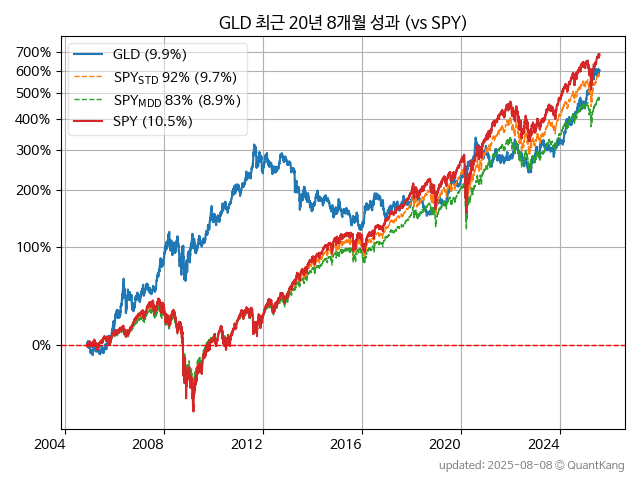 GLD 최근 20년 8개월 성과 (vs SPY)
700%
600%
500%
400%
300%
200%
100%
0%
GLD (9.9%)
SPY_STD 92% (9.7%)
SPY_MDD 83% (8.9%)
SPY (10.5%)
2004 2008 2012 2016 2020 2024
updated: 2025-08-08 © QuantKang